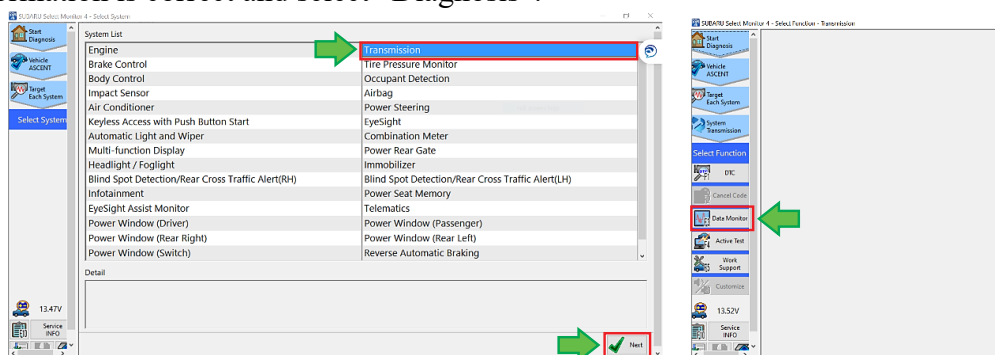 mation is correct and select "Diagnosis".
SUBARU Select Monitor 4 - Select System
Start
Diagnosis
Vehicle
ASCENT
Target
Each System
Select System
13.47V
Service
INFO
System List
Engine
Transmission
Brake Control
Tire Pressure Monitor
Body Control
Occupant Detection
Impact Sensor
Airbag
Air Conditioner
Power Steering
Keyless Access with Push Button Start
EyeSight
Automatic Light and Wiper
Combination Meter
Multi-function Display
Power Rear Gate
Headlight / Foglight
Immobilizer
Blind Spot Detection/Rear Cross Traffic Alert(RH)
Blind Spot Detection/Rear Cross Traffic Alert(LH)
Infotainment
Power Seat Memory
EyeSight Assist Monitor
Telematics
Power Window (Driver)
Power Window (Passenger)
Power Window (Rear Right)
Power Window (Rear Left)
Power Window (Switch)
Reverse Automatic Braking
Detail
Next
SUBARU Select Monitor 4 - Select Function - Transmission
Start
Diagnosis
Vehicle
ASCENT
Target
Each System
System
Transmission
Select Function
DTC
Cancel Code
Data Monitor
Active Test
Work
Support
Customize
13.52V
Service
INFO